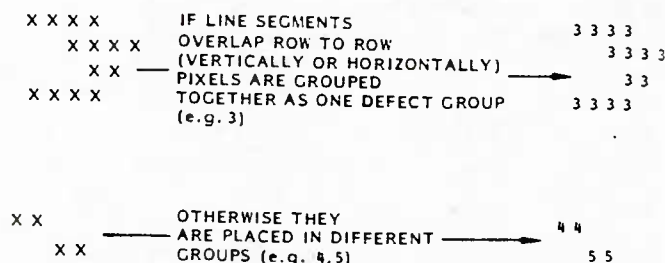 X X X X IF LINE SEGMENTS 3 3 3 3
X X X X OVERLAP ROW TO ROW 3 3 3 3
X X (VERTICALLY OR HORIZONTALLY) 3 3
X X X X PIXELS ARE GROUPED 3 3 3 3
TOGETHER AS ONE DEFECT GROUP
(e.g. 3)
X X OTHERWISE THEY 4 4
X X ARE PLACED IN DIFFERENT 5 5
GROUPS (e.g. 4,5)